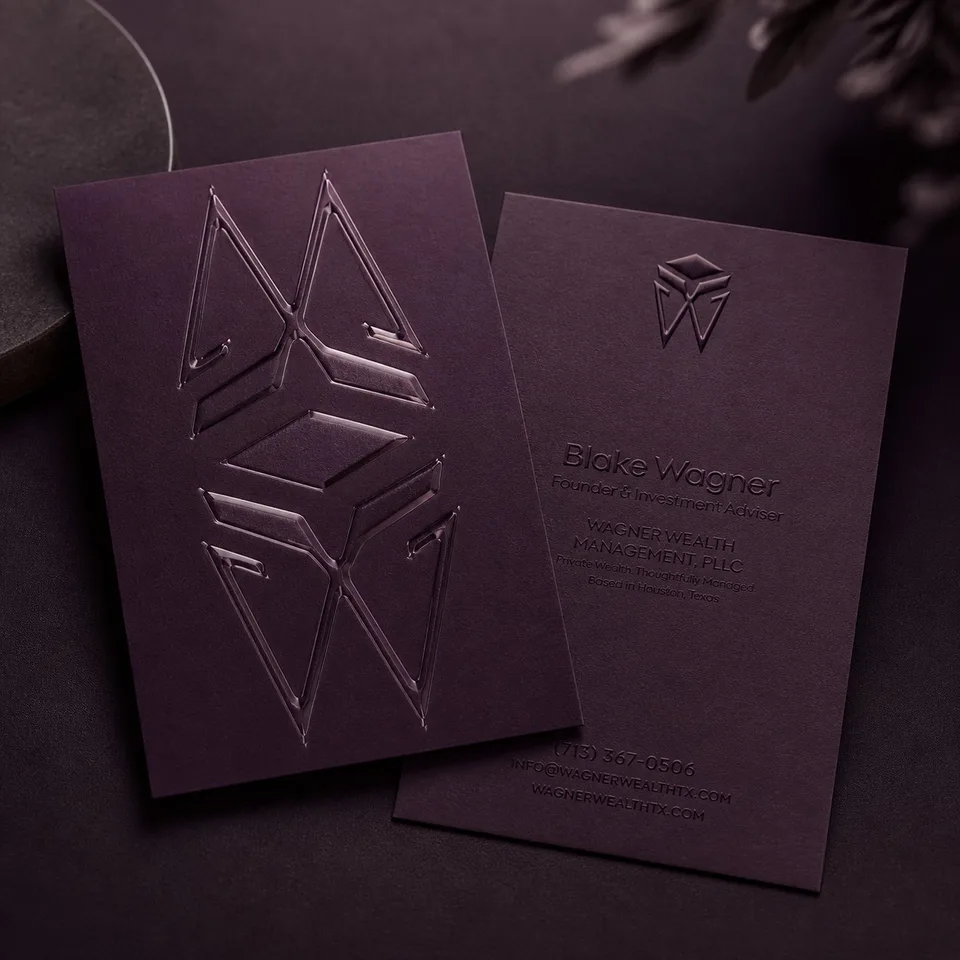 Blake Wagner
Founder & Investment Adviser
WAGNER WEALTH
MANAGEMENT, PLLC
Private Wealth, Thoughtfully Managed
Based in Houston, Texas
(713) 367-0506
INFO@WAGNERWEALTHTX.COM
WAGNERWEALTHTX.COM